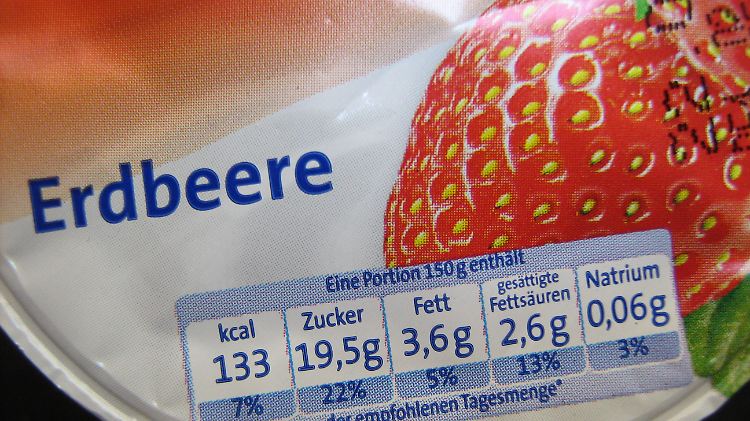 Erdbeere
Eine Portion 150 g enthält
kcal Zucker Fett gesättigte Fettsäuren Natrium
133 19,5g 3,6g 2,6g 0,06g
7% 22% 5% 13% 3%
der empfohlenen Tagesmenge*